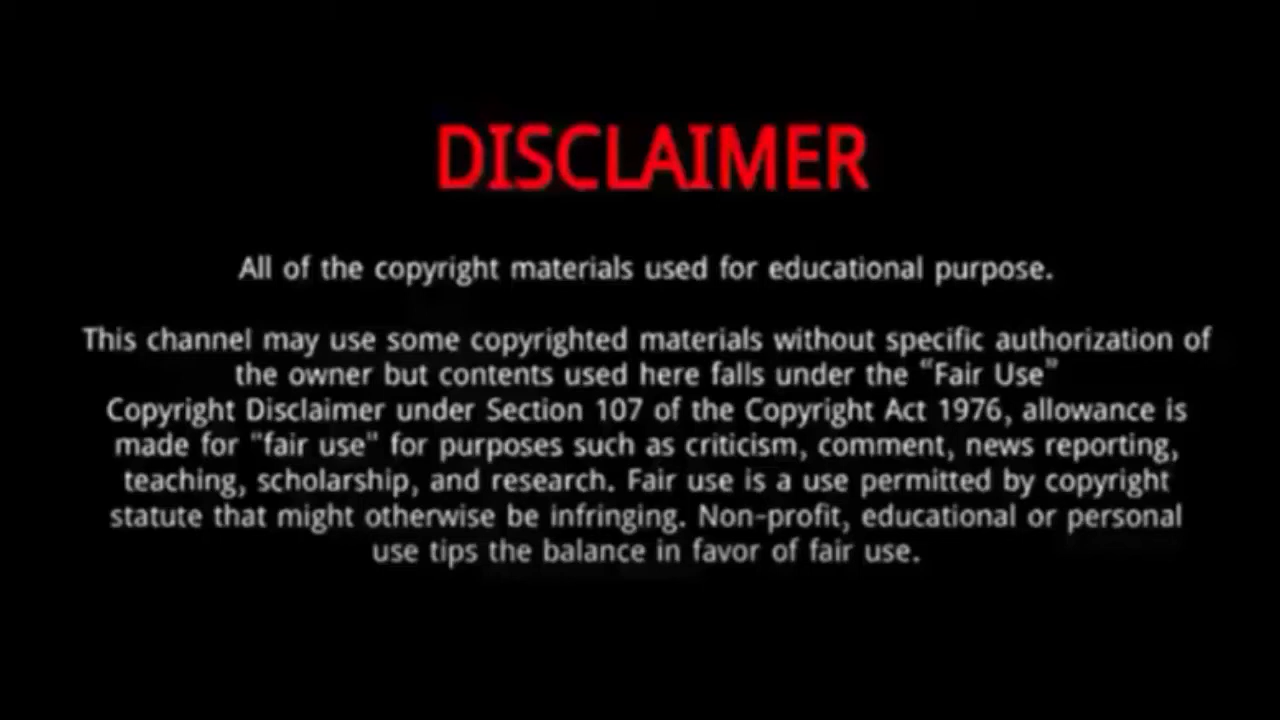 DISCLAIMER
All of the copyright materials used for educational purpose.
This channel may use some copyrighted materials without specific authorization of
the owner but contents used here falls under the “Fair Use”
Copyright Disclaimer under Section 107 of the Copyright Act 1976, allowance is
made for "fair use" for purposes such as criticism, comment, news reporting,
teaching, scholarship, and research. Fair use is a use permitted by copyright
statute that might otherwise be infringing. Non-profit, educational or personal
use tips the balance in favor of fair use.